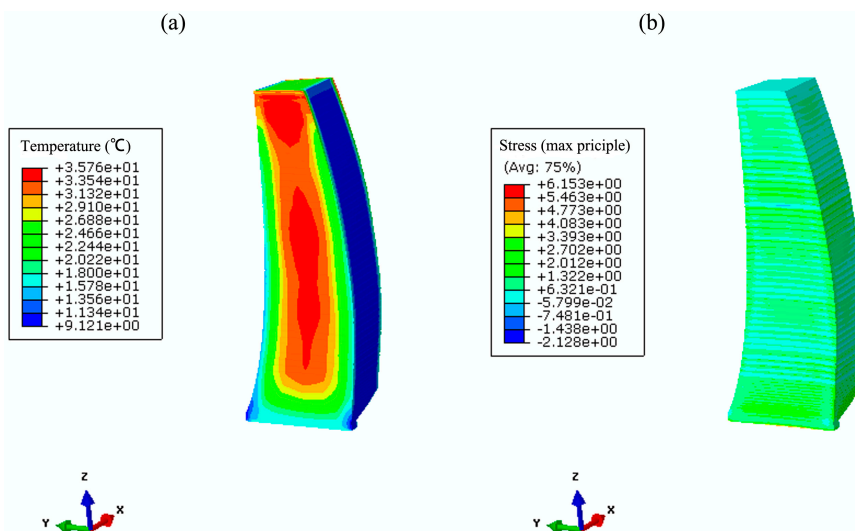 (a)
(b)
Temperature (℃)
+3.576e+01
+3.354e+01
+3.132e+01
+2.910e+01
+2.688e+01
+2.466e+01
+2.244e+01
+2.022e+01
+1.800e+01
+1.578e+01
+1.356e+01
+1.134e+01
+9.121e+00
Z
Y
X
Stress (max priciple)
(Avg: 75%)
+6.153e+00
+5.463e+00
+4.773e+00
+4.083e+00
+3.393e+00
+2.702e+00
+2.012e+00
+1.322e+00
+6.321e-01
-5.799e-02
-7.481e-01
-1.438e+00
-2.128e+00
Z
Y
X